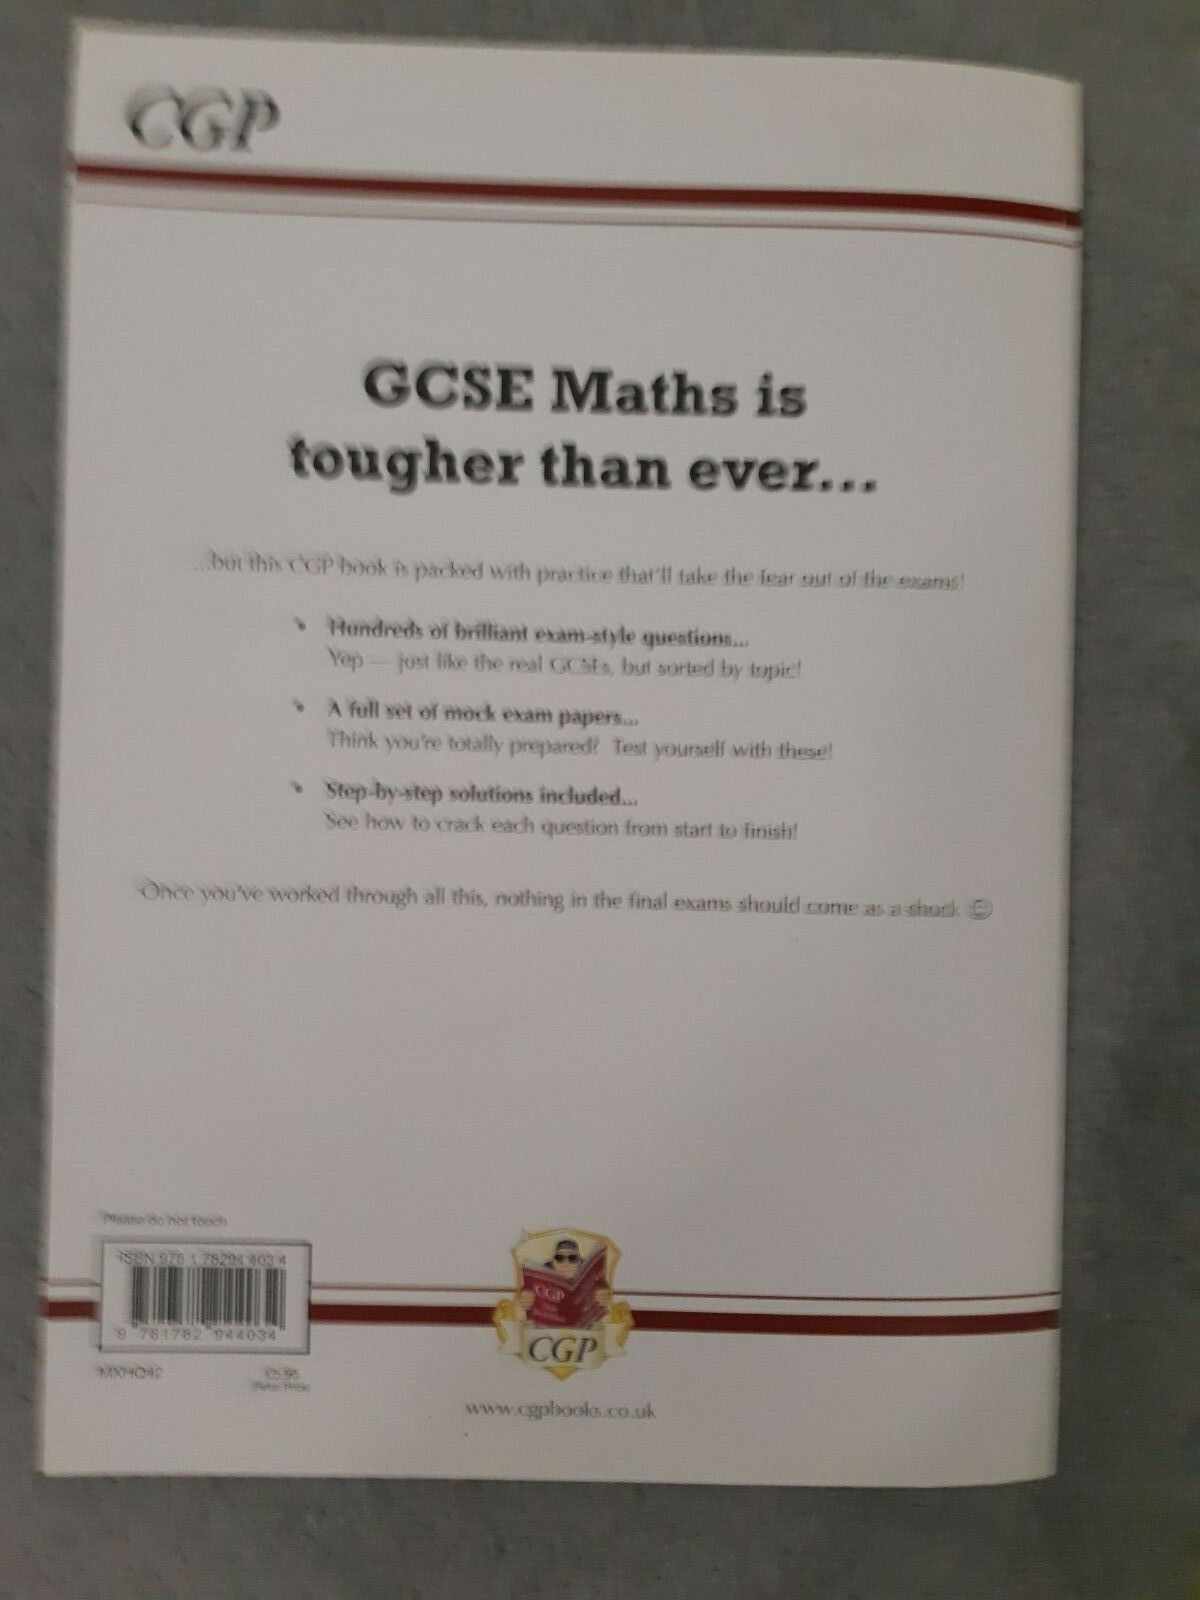 CGP
GCSE Maths is
tougher than ever...
...but this CGP book is packed with practice that'll take the fear out of the exams!
• Hundreds of brilliant exam-style questions...
Yep — just like the real GCSEs, but sorted by topic!
• A full set of mock exam papers...
Think you're totally prepared? Test yourself with these!
• Step-by-step solutions included...
See how to crack each question from start to finish!
Once you've worked through all this, nothing in the final exams should come as a shock ☺
Please do not touch
ISBN 978 1 78294 403 4
9 781782 944034
MXHQ42
£5.95
(Retail Price)
CGP
CGP
www.cgpbooks.co.uk